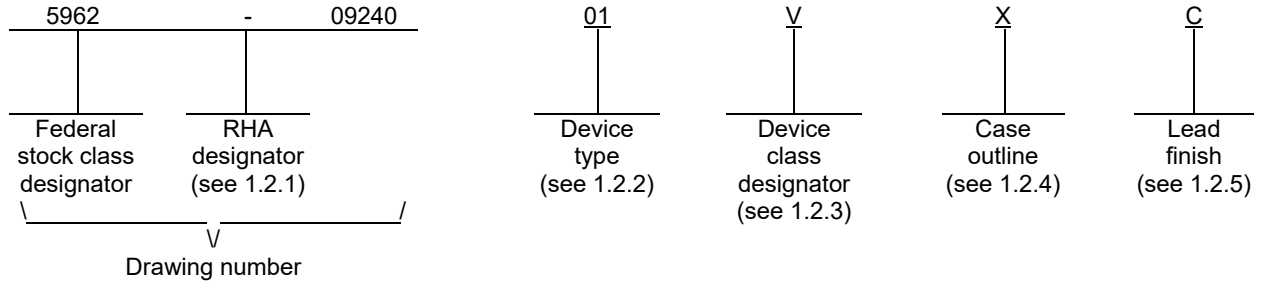 5962 - 09240 01 V X C
Federal stock class designator
RHA designator (see 1.2.1)
Device type (see 1.2.2)
Device class designator (see 1.2.3)
Case outline (see 1.2.4)
Lead finish (see 1.2.5)
\ /
\/
Drawing number